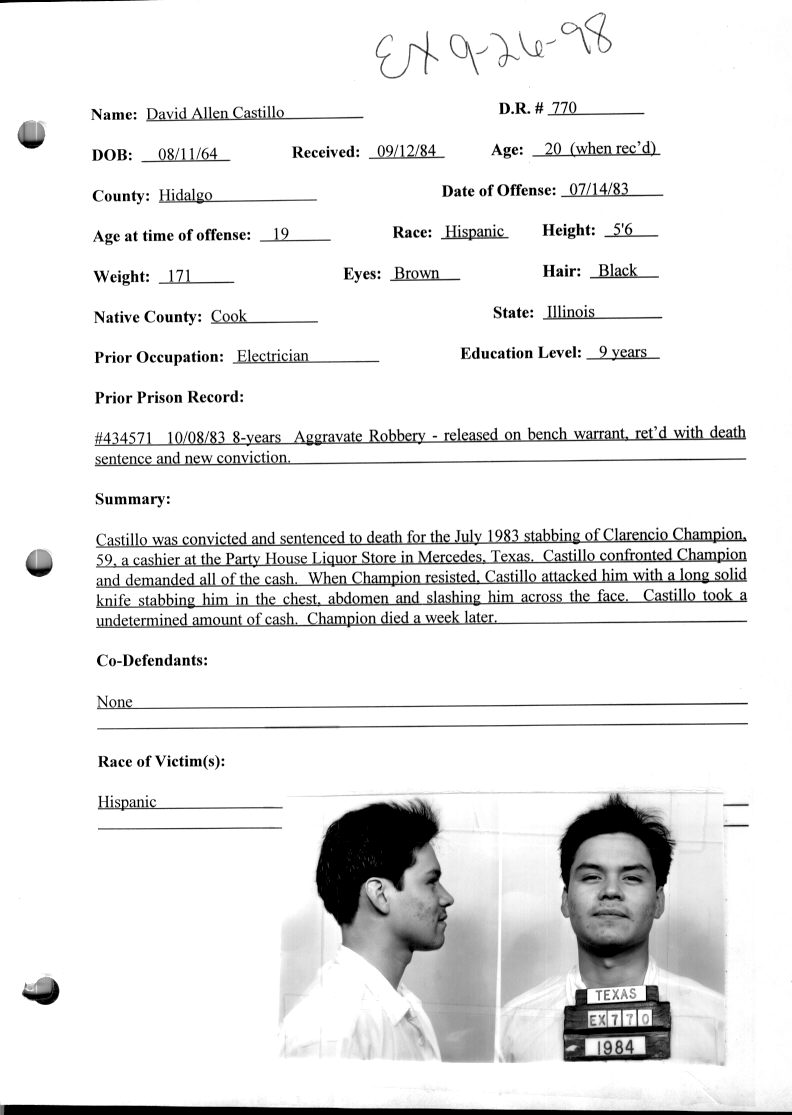 EX 9-26-98
Name: David Allen Castillo D.R. # 770
DOB: 08/11/64 Received: 09/12/84 Age: 20 (when rec'd)
County: Hidalgo Date of Offense: 07/14/83
Age at time of offense: 19 Race: Hispanic Height: 5'6
Weight: 171 Eyes: Brown Hair: Black
Native County: Cook State: Illinois
Prior Occupation: Electrician Education Level: 9 years
Prior Prison Record:
#434571 10/08/83 8-years Aggravate Robbery - released on bench warrant, ret'd with death
sentence and new conviction.
Summary:
Castillo was convicted and sentenced to death for the July 1983 stabbing of Clarencio Champion,
59, a cashier at the Party House Liquor Store in Mercedes, Texas. Castillo confronted Champion
and demanded all of the cash. When Champion resisted, Castillo attacked him with a long solid
knife stabbing him in the chest, abdomen and slashing him across the face. Castillo took a
undetermined amount of cash. Champion died a week later.
Co-Defendants:
None
Race of Victim(s):
Hispanic
TEXAS
EX770
1984